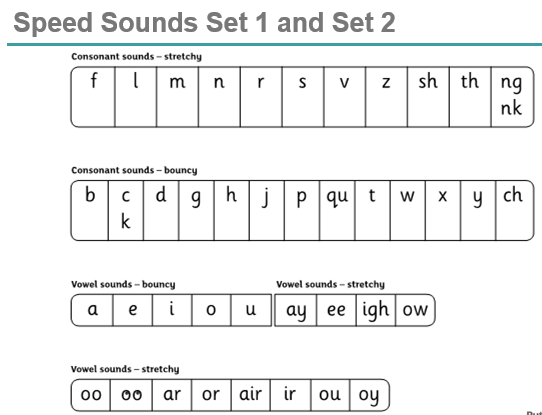 Speed Sounds Set 1 and Set 2
Consonant sounds – stretchy
f l m n r s v z sh th ng
nk
Consonant sounds – bouncy
b c d g h j p qu t w x y ch
k
Vowel sounds – bouncy Vowel sounds – stretchy
a e i o u ay ee igh ow
Vowel sounds – stretchy
oo oo ar or air ir ou oy